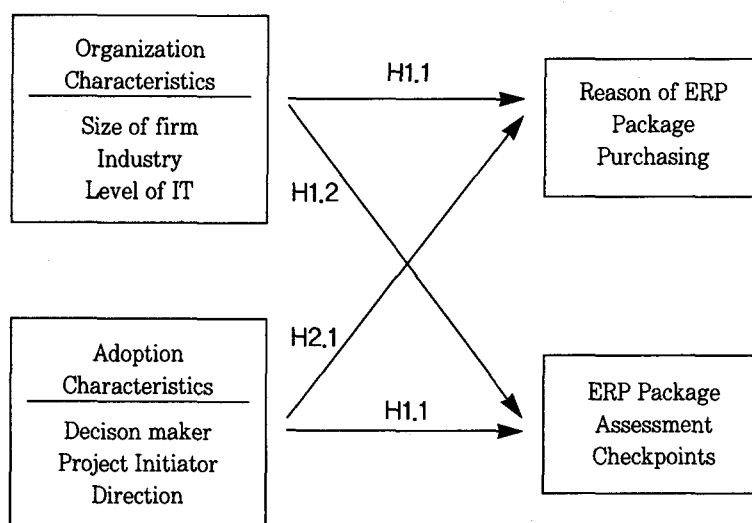 Organization
Characteristics
Size of firm
Industry
Level of IT
H1.1
Reason of ERP
Package
Purchasing
H1.2
H2.1
Adoption
Characteristics
Decison maker
Project Initiator
Direction
H1.1
ERP Package
Assessment
Checkpoints